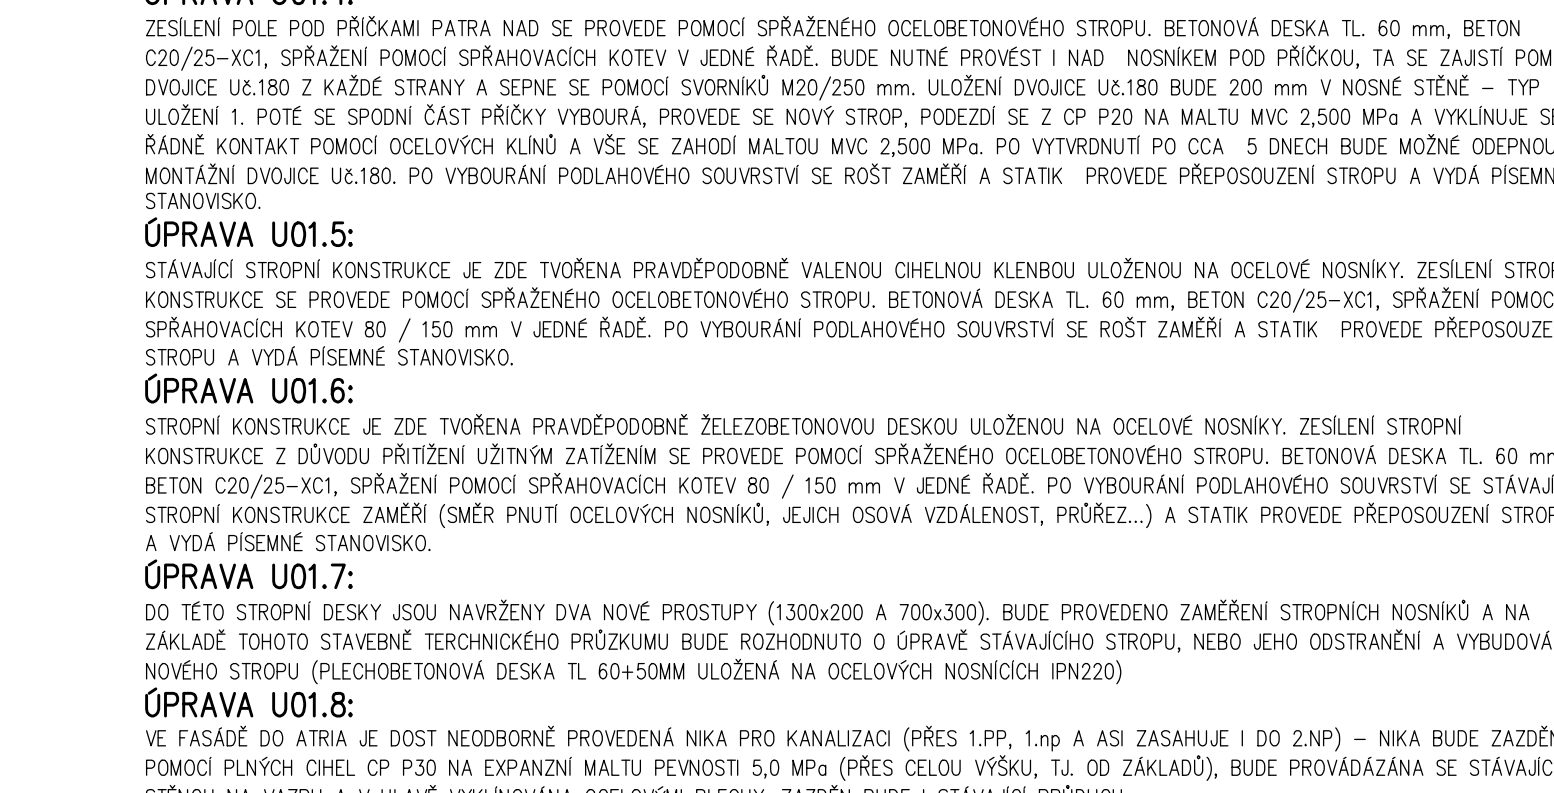 ÚPRAVA U01.4:
ZESÍLENÍ POLE POD PŘÍČKAMI PATRA NAD SE PROVEDE POMOCÍ SPŘAŽENÉHO OCELOBETONOVÉHO STROPU. BETONOVÁ DESKA TL. 60 mm, BETON
C20/25-XC1, SPŘAŽENÍ POMOCÍ SPŘAHOVACÍCH KOTEV V JEDNÉ ŘADĚ. BUDE NUTNÉ PROVÉST I NAD NOSNÍKEM POD PŘÍČKOU, TA SE ZAJISTÍ POM
DVOJICE Uč.180 Z KAŽDÉ STRANY A SEPNE SE POMOCÍ SVORNÍKŮ M20/250 mm. ULOŽENÍ DVOJICE Uč.180 BUDE 200 mm V NOSNÉ STĚNĚ - TYP
ULOŽENÍ 1. POTÉ SE SPODNÍ ČÁST PŘÍČKY VYBOURÁ, PROVEDE SE NOVÝ STROP, PODEZDÍ SE Z CP P20 NA MALTU MVC 2,500 MPa A VYKLÍNUJE SE
ŘÁDNĚ KONTAKT POMOCÍ OCELOVÝCH KLÍNŮ A VŠE SE ZAHODÍ MALTOU MVC 2,500 MPa. PO VYTVRDNUTÍ PO CCA 5 DNECH BUDE MOŽNÉ ODEPNOU
MONTÁŽNÍ DVOJICE Uč.180. PO VYBOURÁNÍ PODLAHOVÉHO SOUVRSTVÍ SE ROŠT ZAMĚŘÍ A STATIK PROVEDE PŘEPOSOUZENÍ STROPU A VYDÁ PÍSEMN
STANOVISKO.
ÚPRAVA U01.5:
STÁVAJÍCÍ STROPNÍ KONSTRUKCE JE ZDE TVOŘENA PRAVDĚPODOBNĚ VALENOU CIHELNOU KLENBOU ULOŽENOU NA OCELOVÉ NOSNÍKY. ZESÍLENÍ STROP
KONSTRUKCE SE PROVEDE POMOCÍ SPŘAŽENÉHO OCELOBETONOVÉHO STROPU. BETONOVÁ DESKA TL. 60 mm, BETON C20/25-XC1, SPŘAŽENÍ POMOC
SPŘAHOVACÍCH KOTEV 80 / 150 mm V JEDNÉ ŘADĚ. PO VYBOURÁNÍ PODLAHOVÉHO SOUVRSTVÍ SE ROŠT ZAMĚŘÍ A STATIK PROVEDE PŘEPOSOUZE
STROPU A VYDÁ PÍSEMNÉ STANOVISKO.
ÚPRAVA U01.6:
STROPNÍ KONSTRUKCE JE ZDE TVOŘENA PRAVDĚPODOBNĚ ŽELEZOBETONOVOU DESKOU ULOŽENOU NA OCELOVÉ NOSNÍKY. ZESÍLENÍ STROPNÍ
KONSTRUKCE Z DŮVODU PŘITÍŽENÍ UŽITNÝM ZATÍŽENÍM SE PROVEDE POMOCÍ SPŘAŽENÉHO OCELOBETONOVÉHO STROPU. BETONOVÁ DESKA TL. 60 mm
BETON C20/25-XC1, SPŘAŽENÍ POMOCÍ SPŘAHOVACÍCH KOTEV 80 / 150 mm V JEDNÉ ŘADĚ. PO VYBOURÁNÍ PODLAHOVÉHO SOUVRSTVÍ SE STÁVAJÍ
STROPNÍ KONSTRUKCE ZAMĚŘÍ (SMĚR PNUTÍ OCELOVÝCH NOSNÍKŮ, JEJICH OSOVÁ VZDÁLENOST, PRŮŘEZ...) A STATIK PROVEDE PŘEPOSOUZENÍ STROP
A VYDÁ PÍSEMNÉ STANOVISKO.
ÚPRAVA U01.7:
DO TÉTO STROPNÍ DESKY JSOU NAVRŽENY DVA NOVÉ PROSTUPY (1300x200 A 700x300). BUDE PROVEDENO ZAMĚŘENÍ STROPNÍCH NOSNÍKŮ A NA
ZÁKLADĚ TOHOTO STAVEBNĚ TERCHNICKÉHO PRŮZKUMU BUDE ROZHODNUTO O ÚPRAVĚ STÁVAJÍCÍHO STROPU, NEBO JEHO ODSTRANĚNÍ A VYBUDOVÁ
NOVÉHO STROPU (PLECHOBETONOVÁ DESKA TL 60+50MM ULOŽENÁ NA OCELOVÝCH NOSNÍCÍCH IPN220)
ÚPRAVA U01.8:
VE FASÁDĚ DO ATRIA JE DOST NEODBORNĚ PROVEDENÁ NIKA PRO KANALIZACI (PŘES 1.PP, 1.np A ASI ZASAHUJE I DO 2.NP) - NIKA BUDE ZAZDĚN
POMOCÍ PLNÝCH CIHEL CP P30 NA EXPANZNÍ MALTU PEVNOSTI 5,0 MPa (PŘES CELOU VÝŠKU, TJ. OD ZÁKLADŮ), BUDE PROVÁDÁZÁNA SE STÁVAJÍC
STĚNOU NA VAZBU A V HLAVĚ VYKLÍNOVÁNA OCELOVÝMI PLECHY. ZAZDĚN BUDE I STÁVAJÍCÍ PRŮDUCH